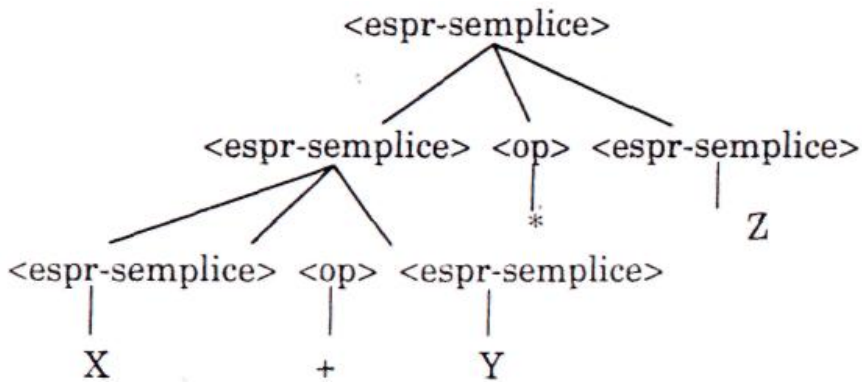 <espr-semplice>
<espr-semplice> <op> <espr-semplice>
* Z
<espr-semplice> <op> <espr-semplice>
X + Y